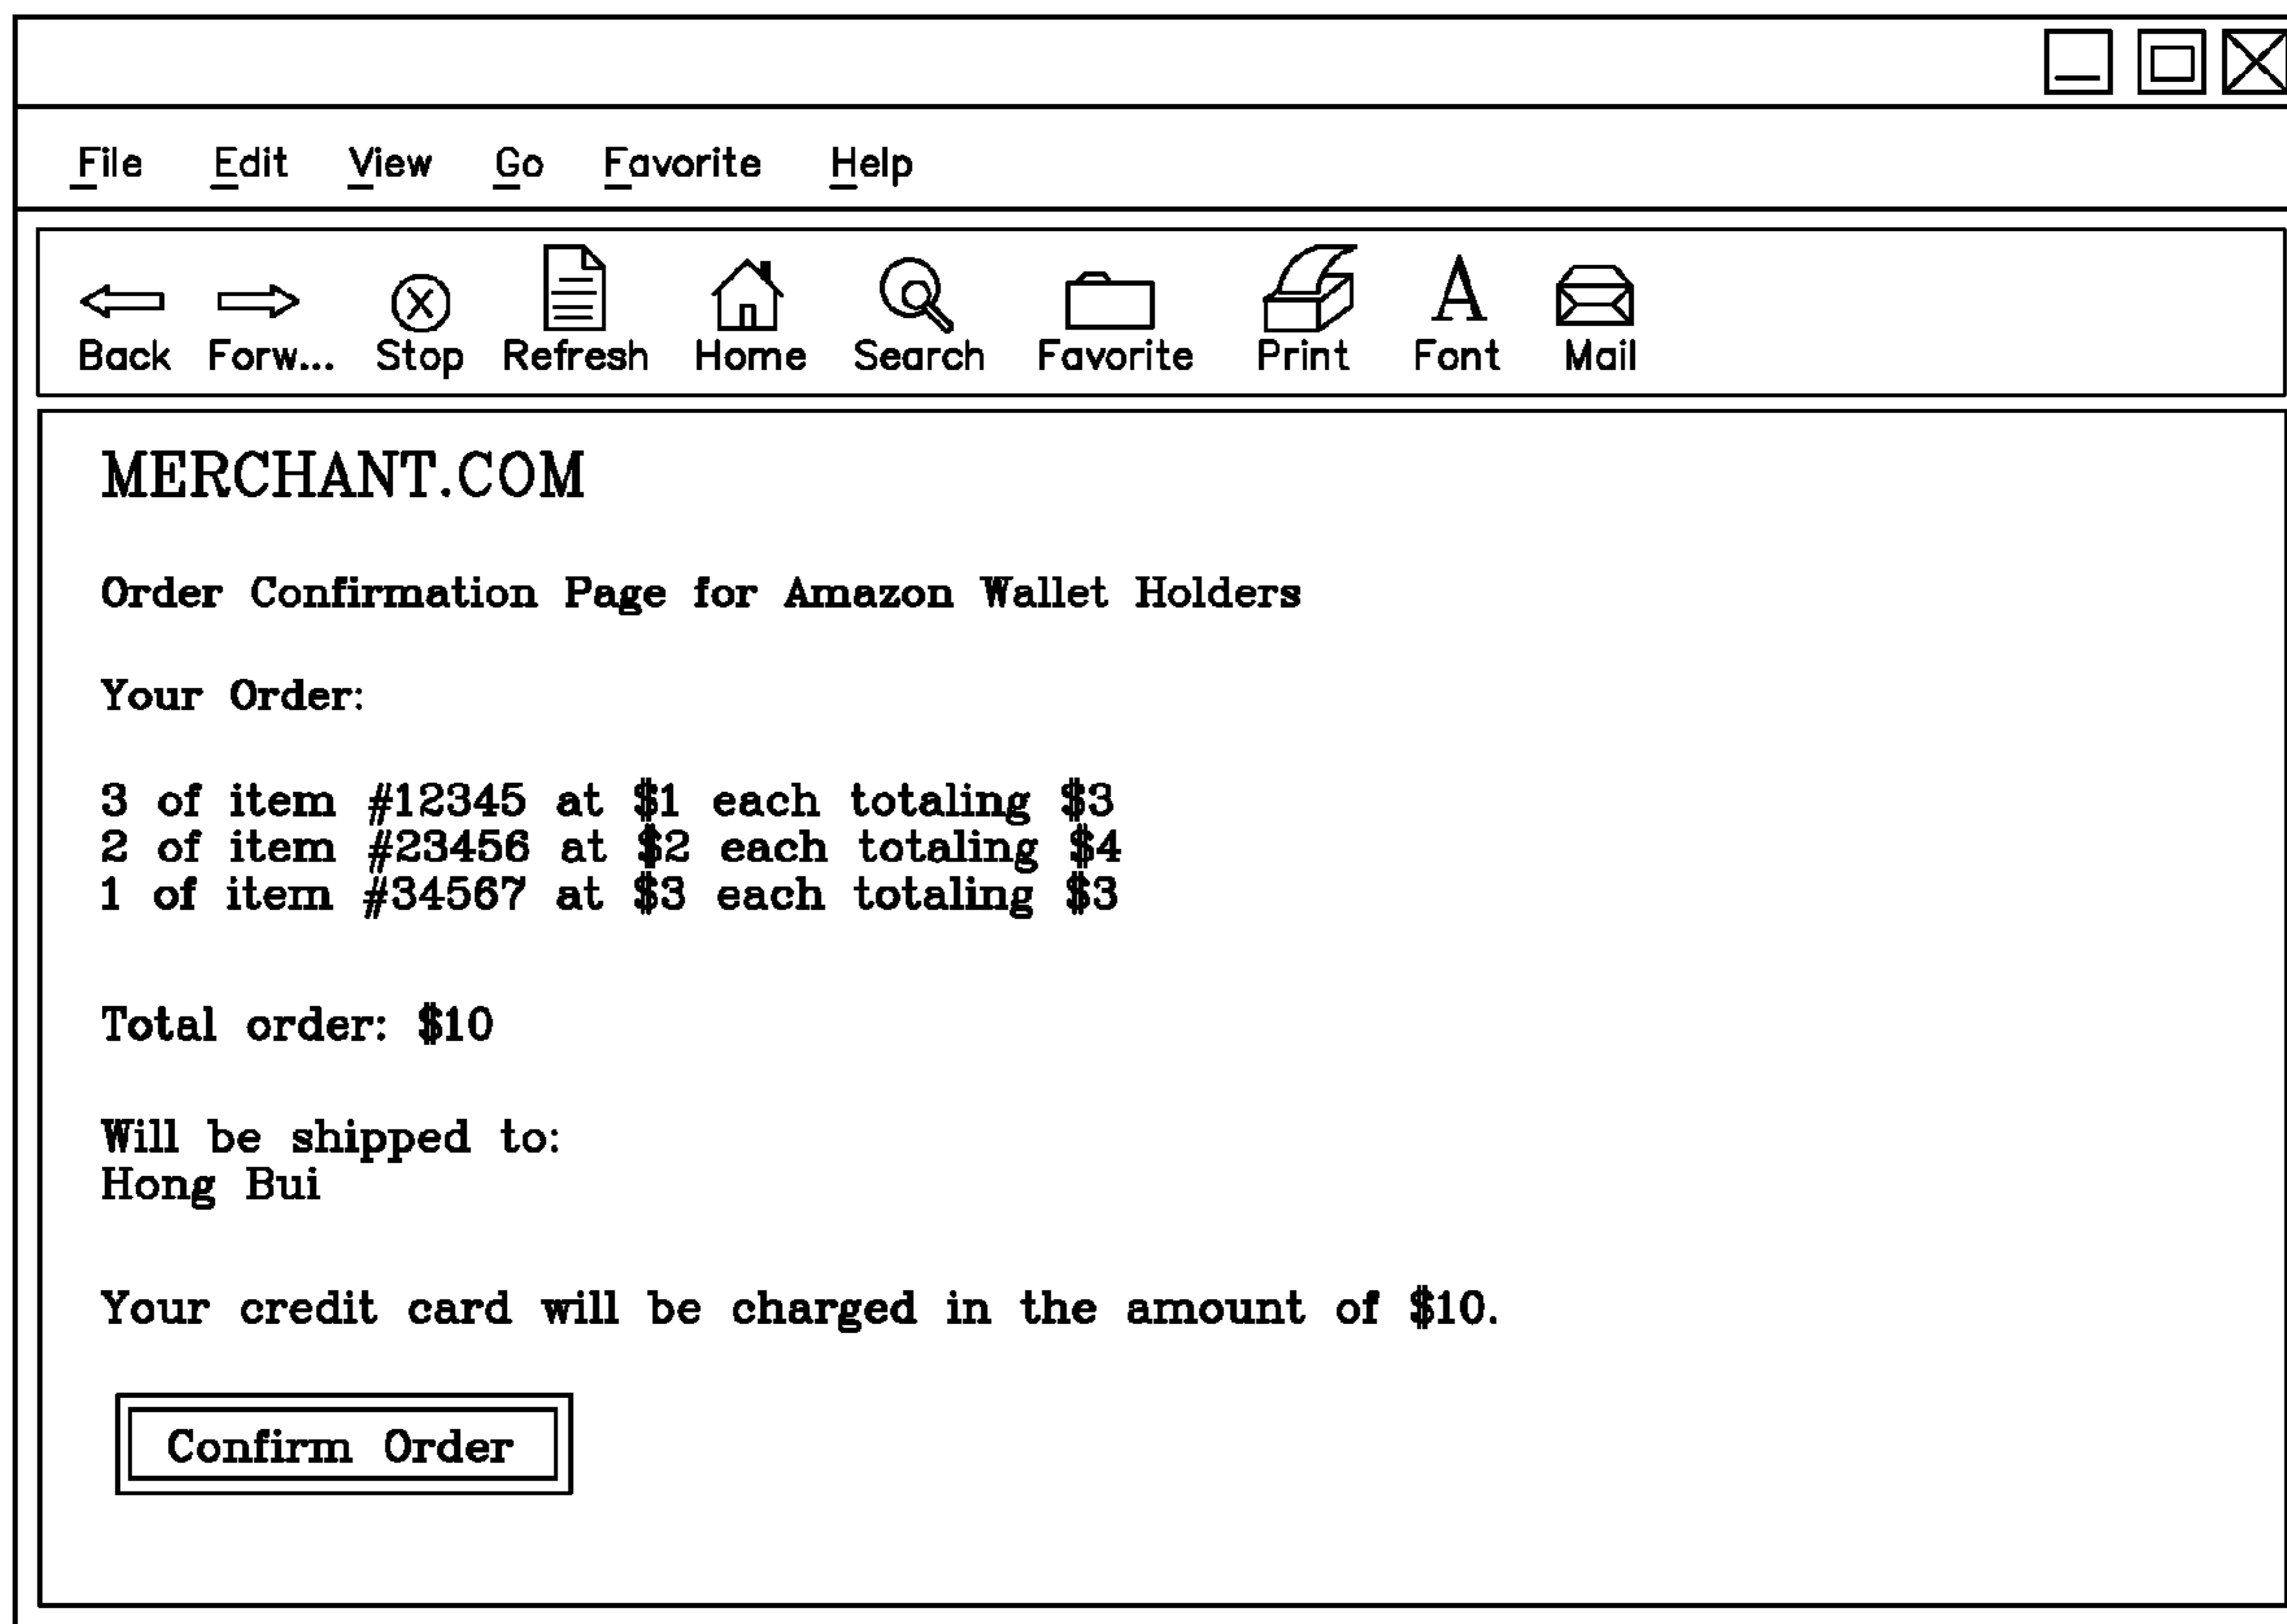 File Edit View Go Favorite Help
Back Forw... Stop Refresh Home Search Favorite Print Font Mail
MERCHANT.COM
Order Confirmation Page for Amazon Wallet Holders
Your Order:
3 of item #12345 at $1 each totaling $3
2 of item #23456 at $2 each totaling $4
1 of item #34567 at $3 each totaling $3
Total order: $10
Will be shipped to:
Hong Bui
Your credit card will be charged in the amount of $10.
Confirm Order